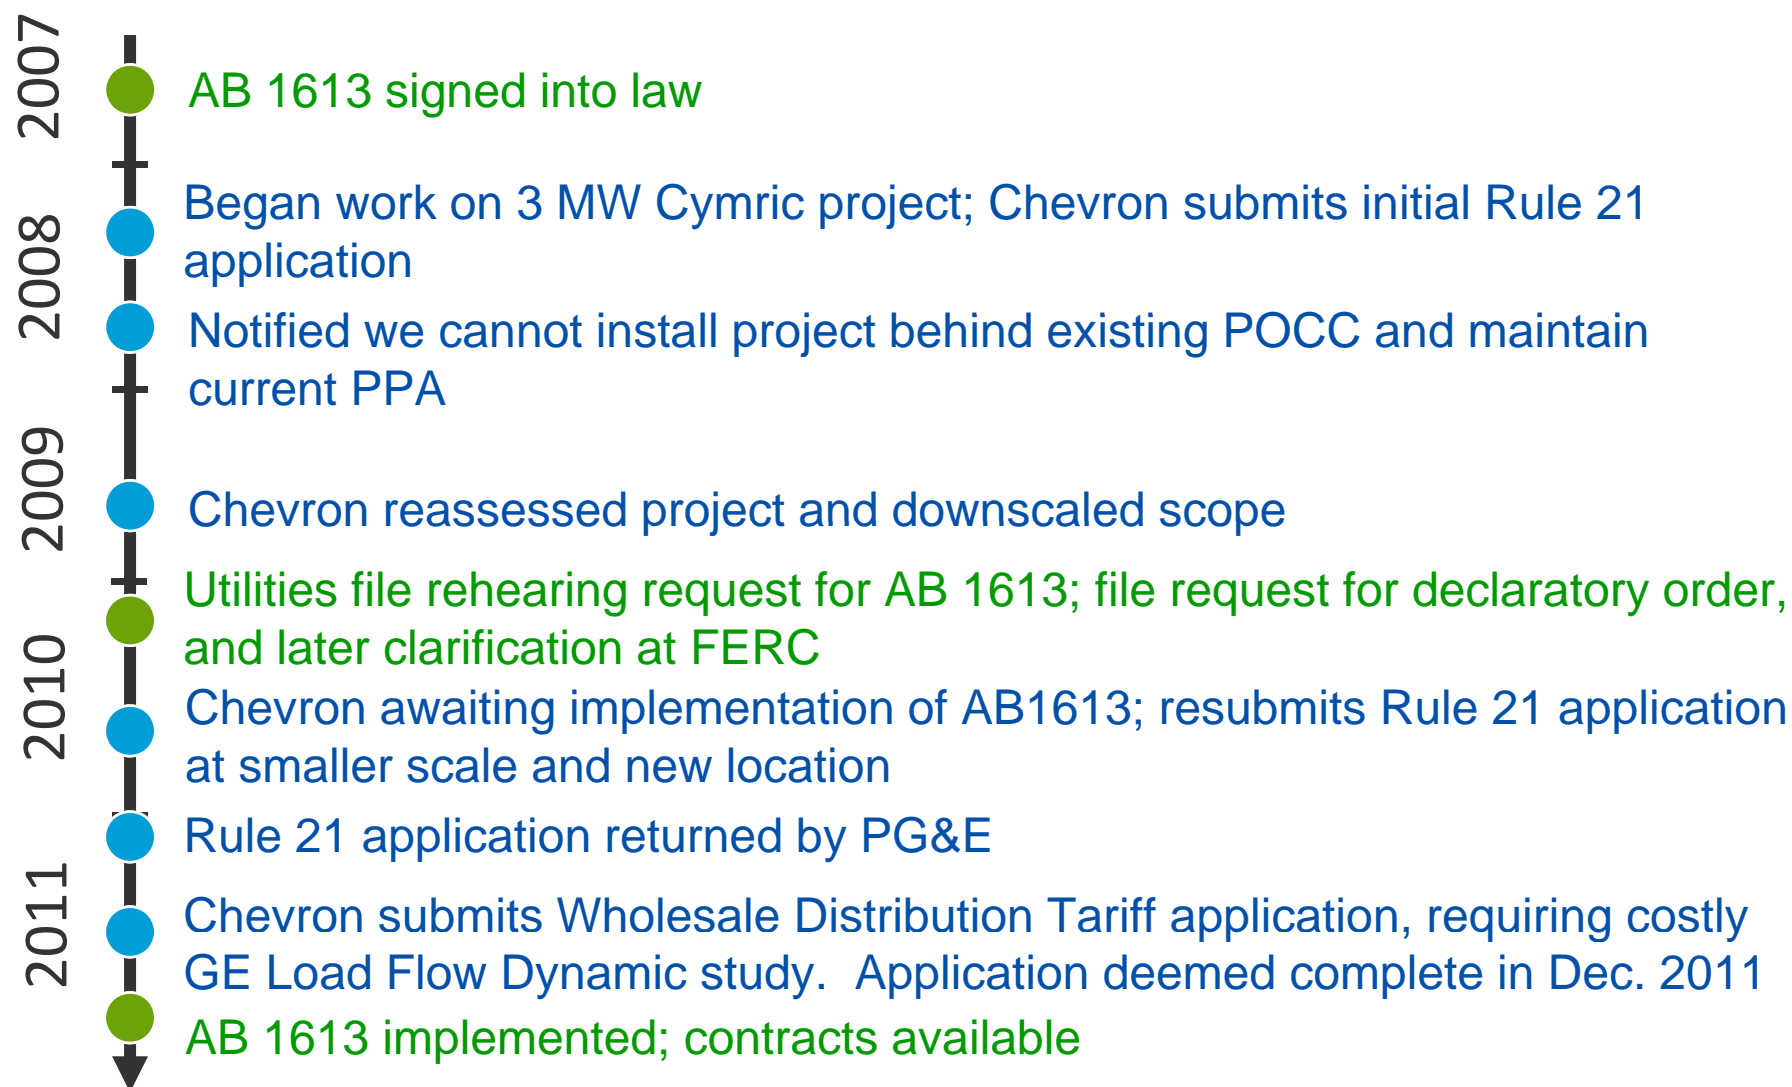 2007
AB 1613 signed into law
2008
Began work on 3 MW Cymric project; Chevron submits initial Rule 21
application
Notified we cannot install project behind existing POCC and maintain
current PPA
2009
Chevron reassessed project and downscaled scope
Utilities file rehearing request for AB 1613; file request for declaratory order,
and later clarification at FERC
2010
Chevron awaiting implementation of AB1613; resubmits Rule 21 application
at smaller scale and new location
Rule 21 application returned by PG&E
2011
Chevron submits Wholesale Distribution Tariff application, requiring costly
GE Load Flow Dynamic study.  Application deemed complete in Dec. 2011
AB 1613 implemented; contracts available